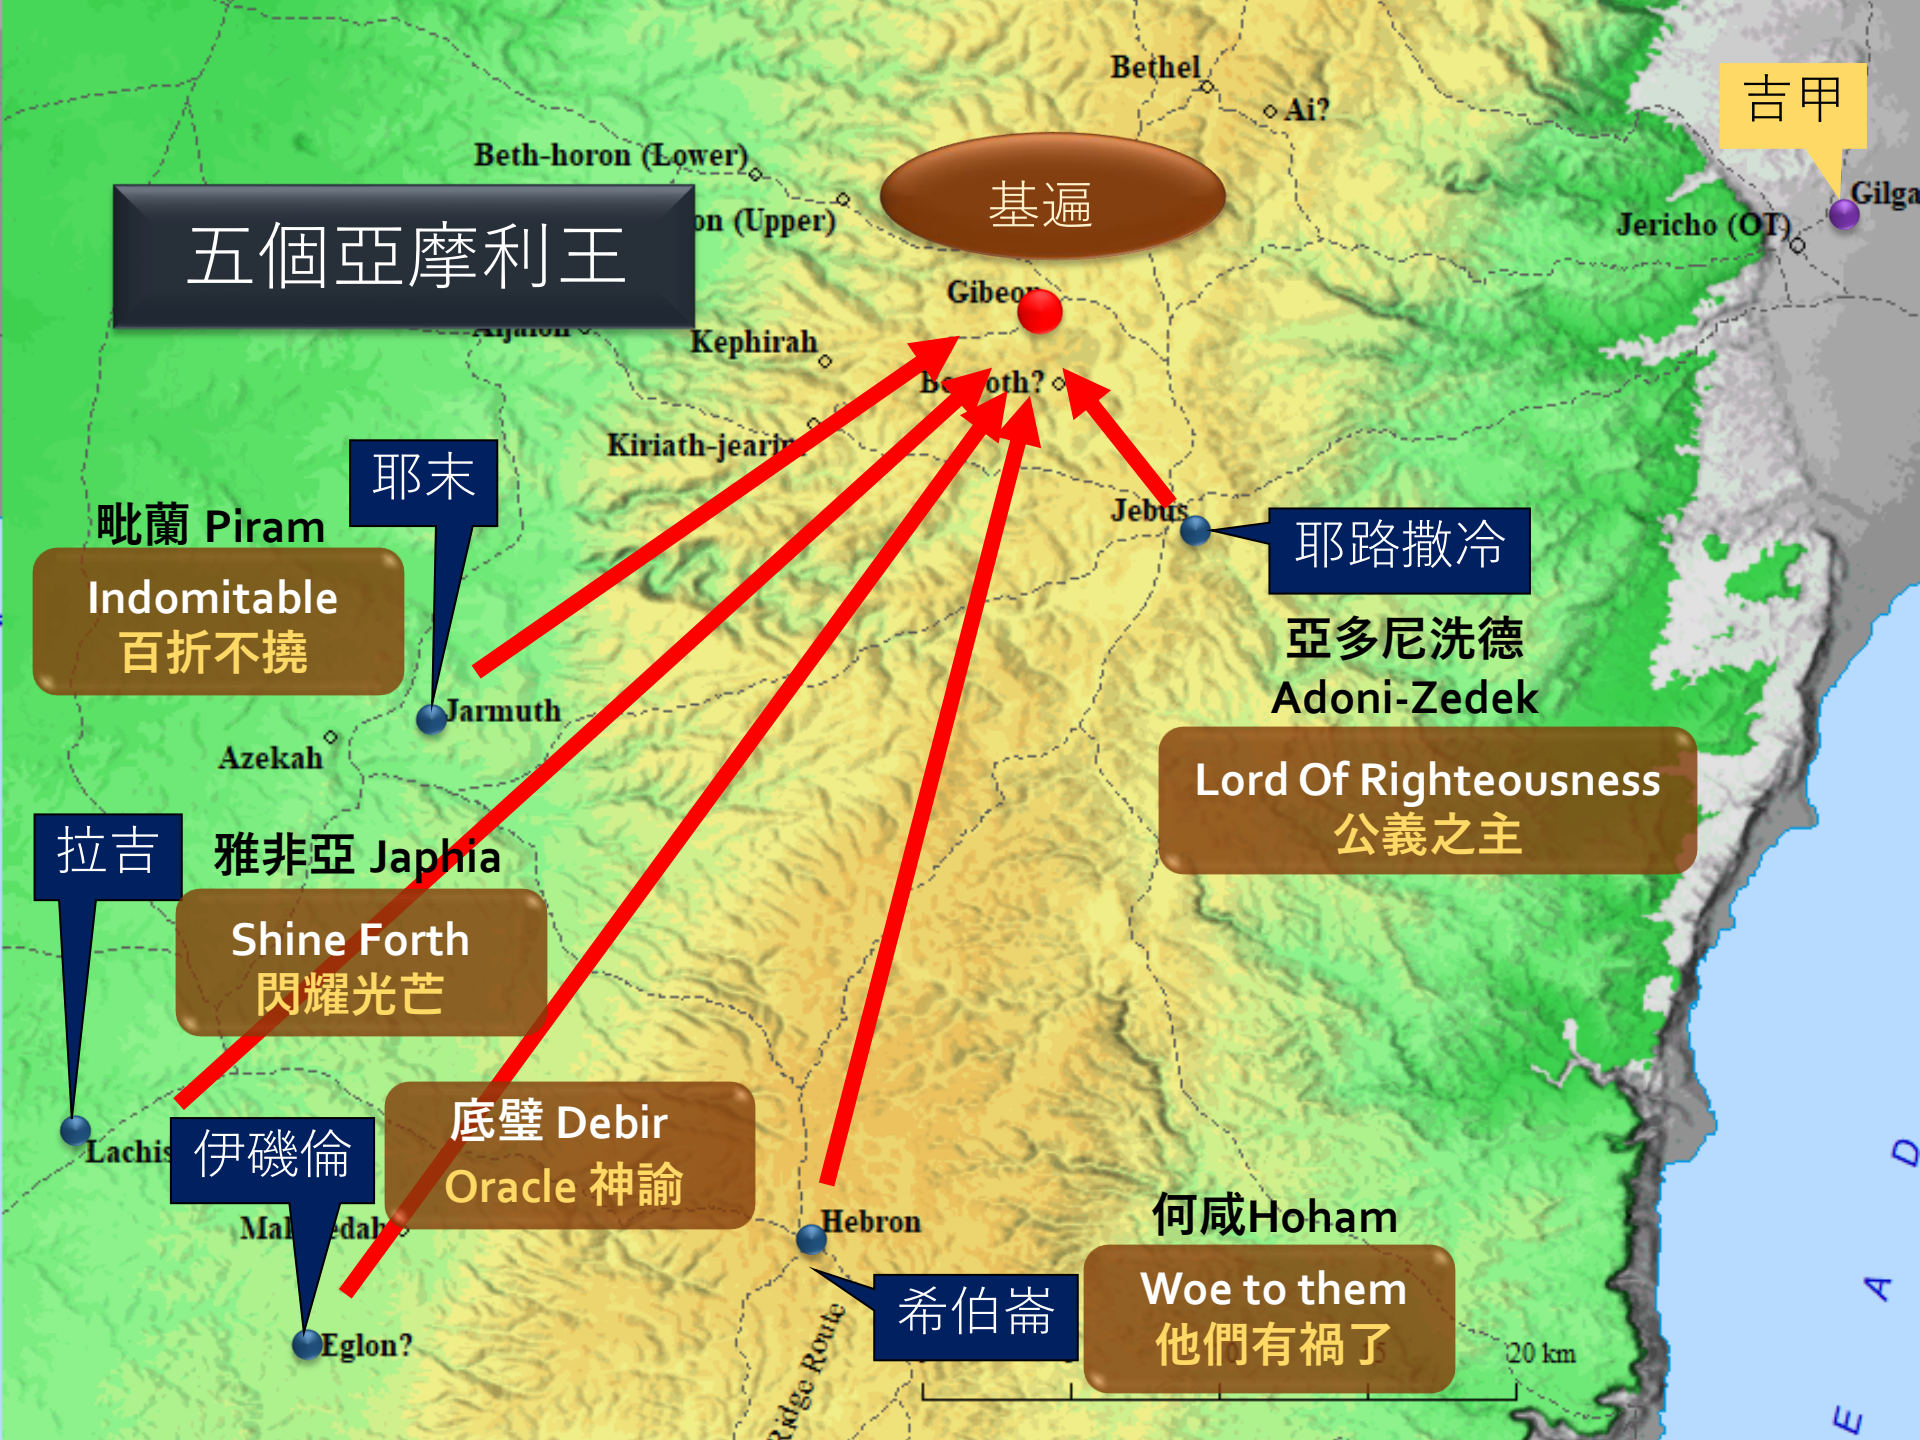 Bethel
Ai?
吉甲
Beth-horon (Lower)
基遍
Gilga
五個亞摩利王
on (Upper)
Jericho (OT)
Gibeon
Aijalon
Kephirah
Beeroth?
Kiriath-jearim
耶末
毗蘭 Piram
Jebus
耶路撒冷
Indomitable
百折不撓
亞多尼洗德
Adoni-Zedek
Jarmuth
Azekah
Lord Of Righteousness
公義之主
拉吉
雅非亞 Japhia
Shine Forth
閃耀光芒
底璧 Debir
Oracle 神諭
Lachis
伊磯倫
Hebron
何咸Hoham
希伯崙
Woe to them
他們有禍了
Eglon?
Ridge Route
20 km
D
A
E